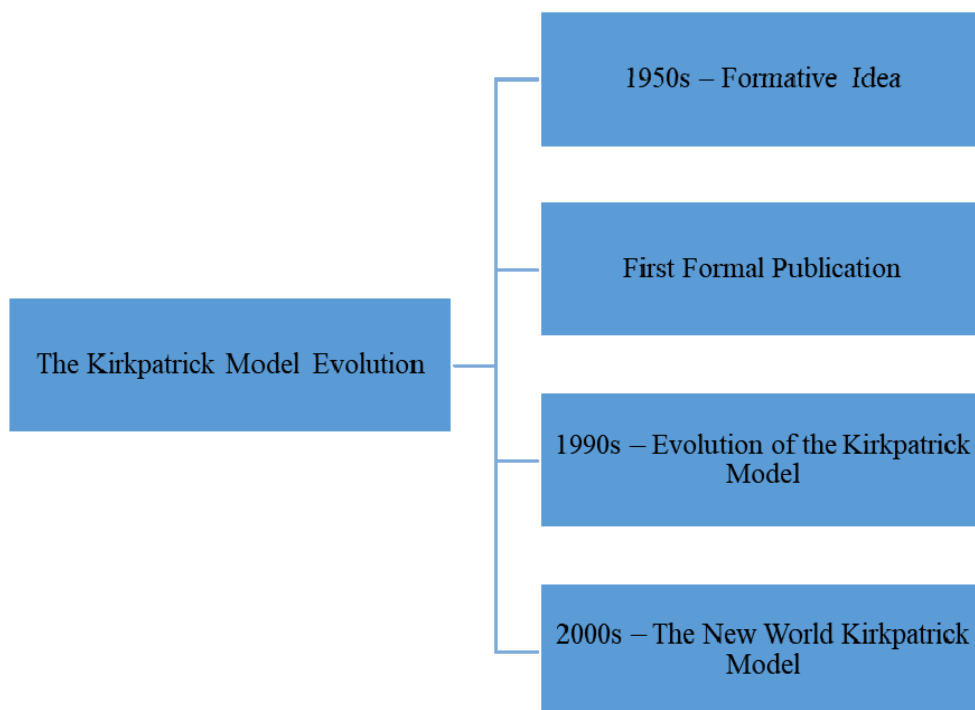 1950s – Formative Idea
First Formal Publication
The Kirkpatrick Model Evolution
1990s – Evolution of the Kirkpatrick
Model
2000s – The New World Kirkpatrick
Model